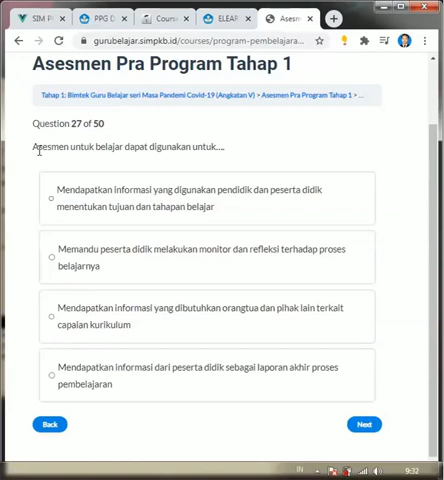 SIM P
PPG D
Course
ELEAR
Asesm
gurubelajar.simpkb.id/courses/program-pembelajara...
Asesmen Pra Program Tahap 1
Tahap 1: Bimtek Guru Belajar seri Masa Pandemi Covid-19 (Angkatan V) > Asesmen Pra Program Tahap 1 > ...
Question 27 of 50
Asesmen untuk belajar dapat digunakan untuk....
Mendapatkan informasi yang digunakan pendidik dan peserta didik
menentukan tujuan dan tahapan belajar
Memandu peserta didik melakukan monitor dan refleksi terhadap proses
belajarnya
Mendapatkan informasi yang dibutuhkan orangtua dan pihak lain terkait
capaian kurikulum
Mendapatkan informasi dari peserta didik sebagai laporan akhir proses
pembelajaran
Back
Next
IN
9:32